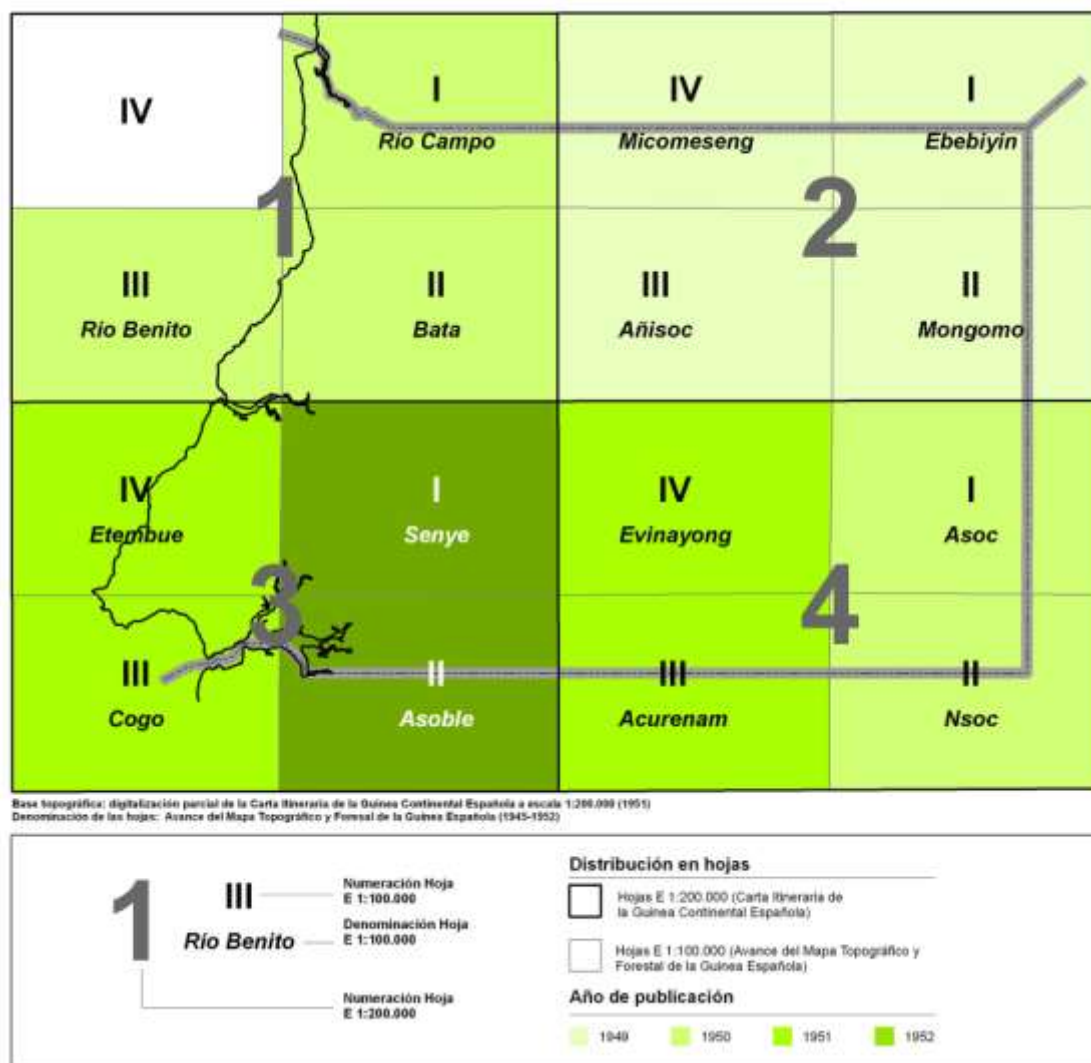 IV
I
IV
I
Río Campo
Micomeseng
Ebebiyin
1
2
III
II
III
II
Río Benito
Bata
Añisoc
Mongomo
IV
I
IV
I
Etembue
Senye
Evinayong
Asoc
3
4
III
II
III
II
Cogo
Asoble
Acurenam
Nsoc
Base topográfica: digitalización parcial de la Carta Itineraria de la Guinea Continental Española a escala 1:200.000 (1951)
Denominación de las hojas: Avance del Mapa Topográfico y Foresal de la Guinea Española (1945-1952)
1
III
Numeración Hoja
E 1:100.000
Río Benito
Denominación Hoja
E 1:100.000
Numeración Hoja
E 1:200.000
Distribución en hojas
Hojas E 1:200.000 (Carta Itineraria de
la Guinea Continental Española)
Hojas E 1:100.000 (Avance del Mapa Topográfico y
Forestal de la Guinea Española)
Año de publicación
1949
1950
1951
1952